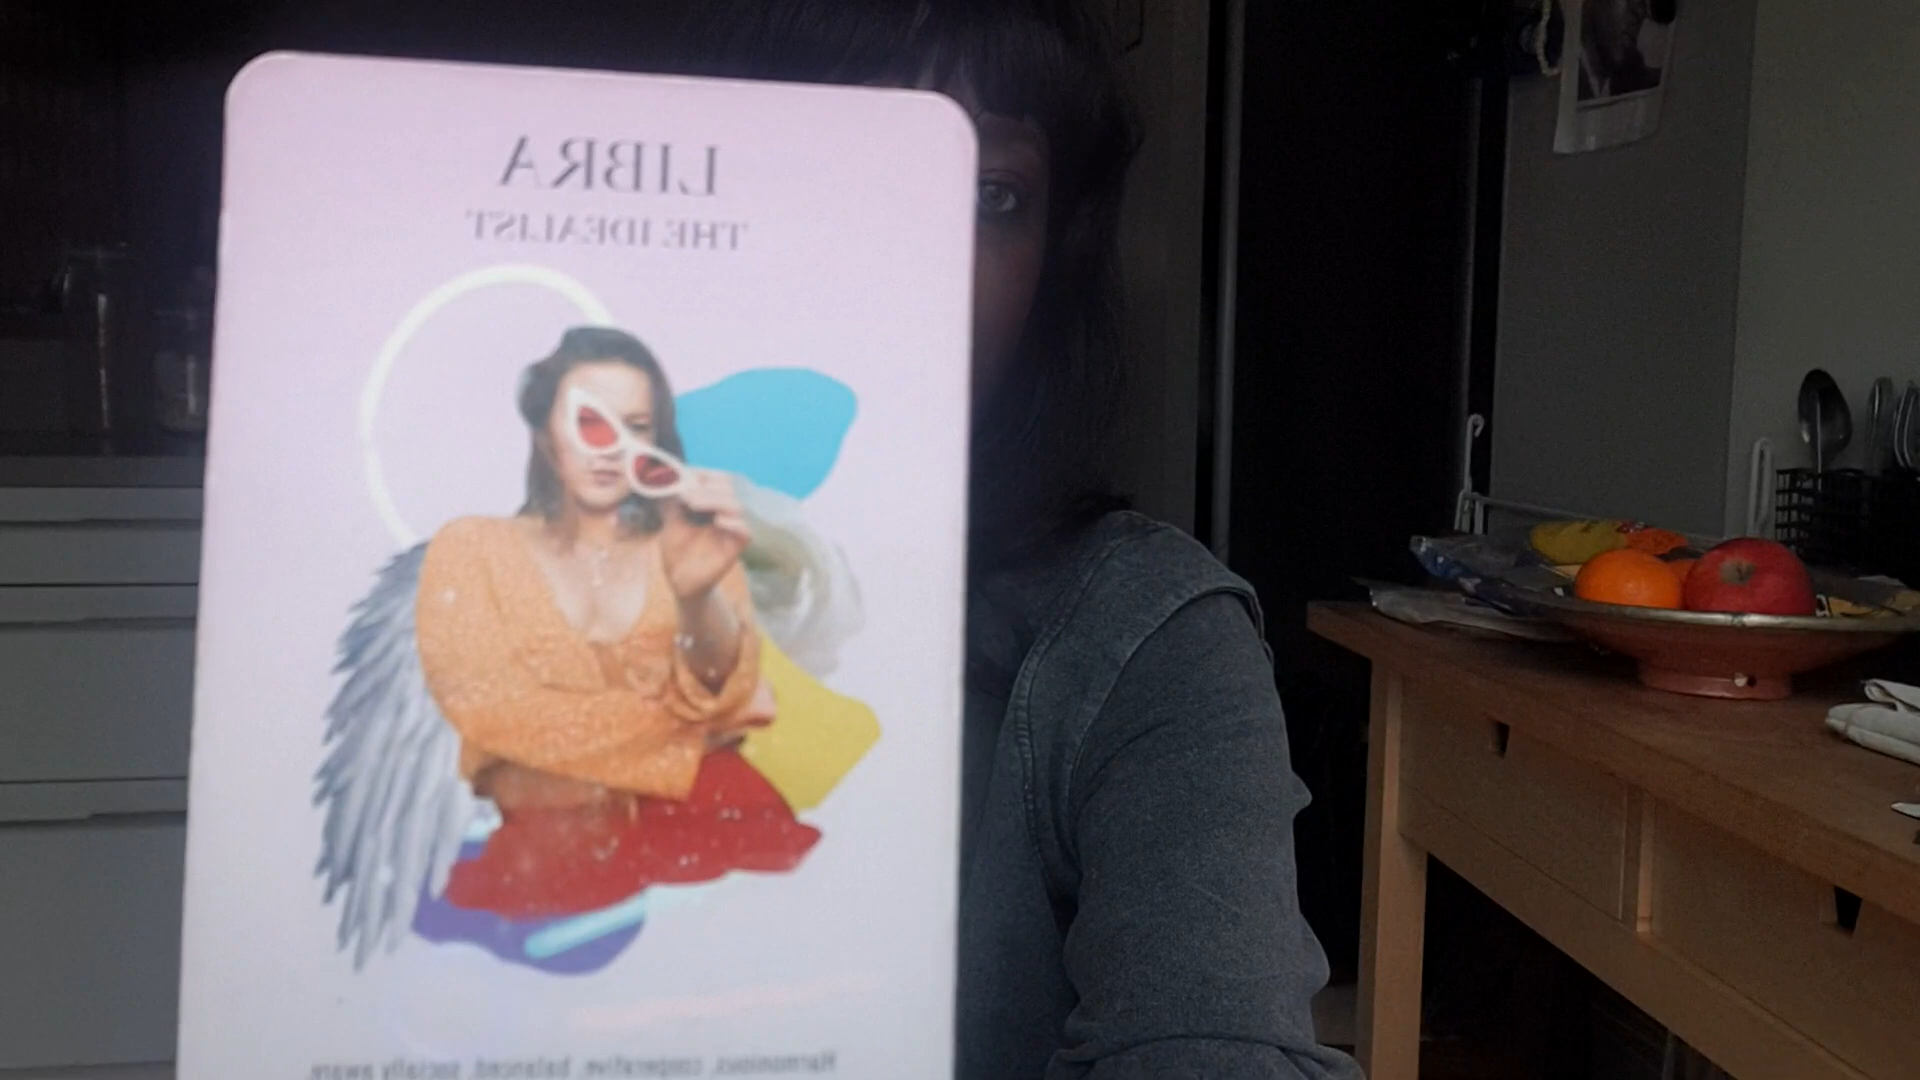 LIBRA
THE IDEALIST
Harmonious, cooperative, balanced, socially aware